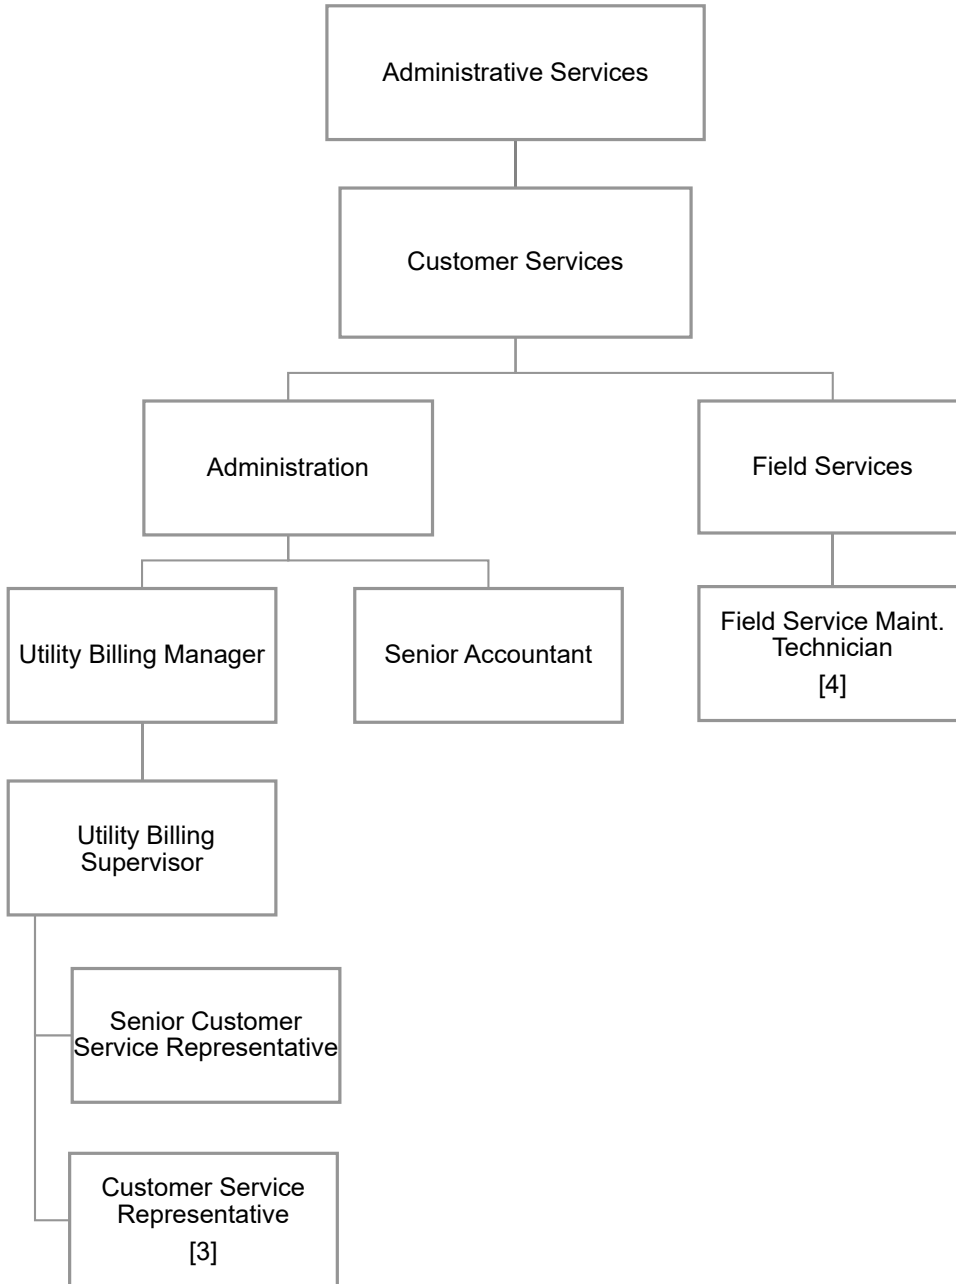 Administrative Services
Customer Services
Administration
Field Services
Utility Billing Manager
Senior Accountant
Field Service Maint.
Technician
[4]
Utility Billing
Supervisor
Senior Customer
Service Representative
Customer Service
Representative
[3]